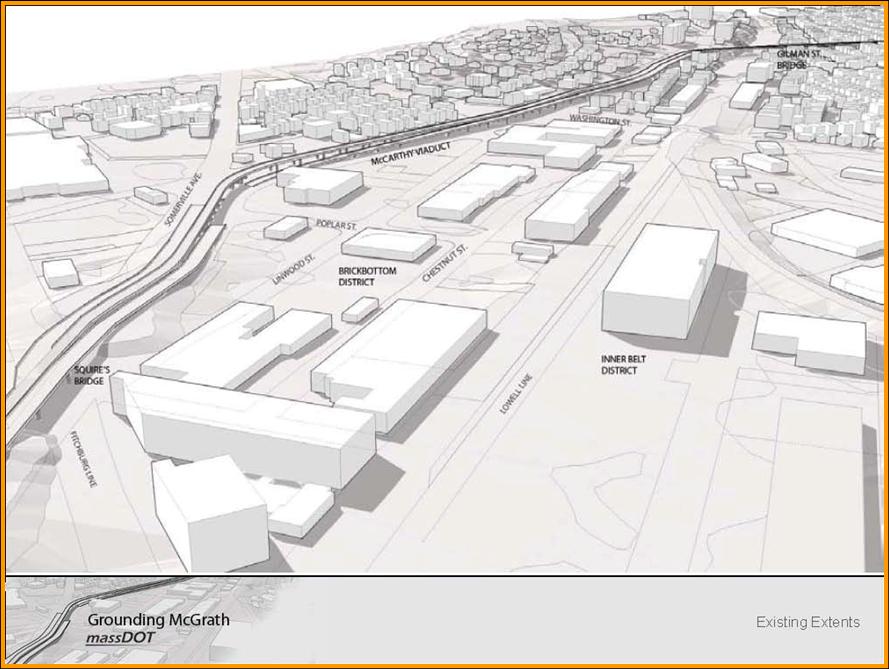 GILMAN ST.
BRIDGE
WASHINGTON ST.
McCARTHY VIADUCT
SOMERVILLE AVE.
POPLAR ST.
LINWOOD ST.
BRICKBOTTOM
DISTRICT
CHESTNUT ST.
INNER BELT
DISTRICT
SQUIRE'S
BRIDGE
LOWELL LINE
FITCHBURG LINE
Grounding McGrath
massDOT
Existing Extents